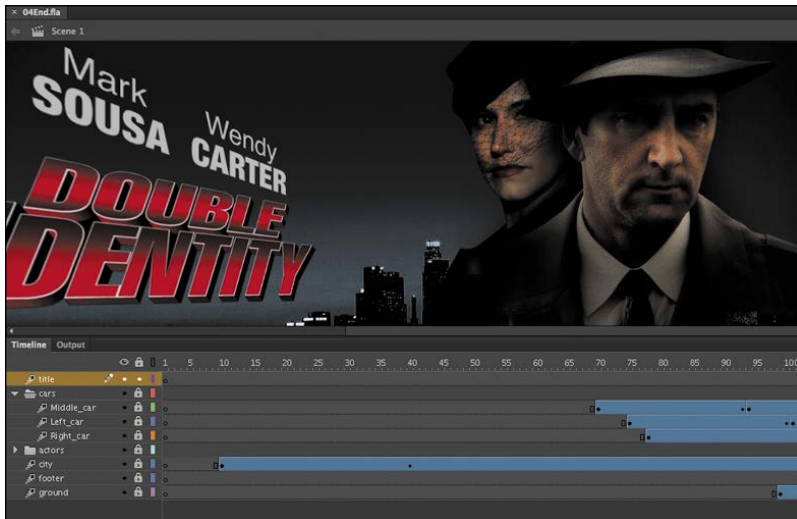 × 04End.fla
Scene 1
Mark
SOUSA
Wendy
CARTER
DOUBLE
IDENTITY
Timeline Output
1 5 10 15 20 25 30 35 40 45 50 55 60 65 70 75 80 85 90 95 100
title
cars
Middle_car
Left_car
Right_car
actors
city
footer
ground